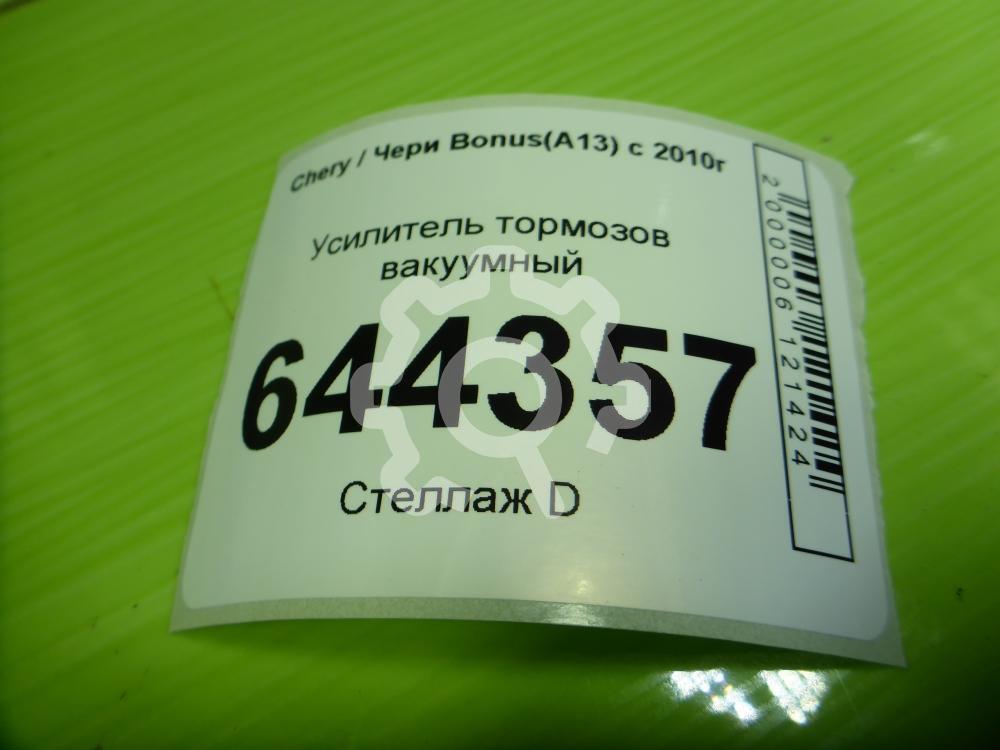 Chery / Чери Bonus(A13) с 2010г
Усилитель тормозов
вакуумный
644357
Стеллаж D
2000006121424